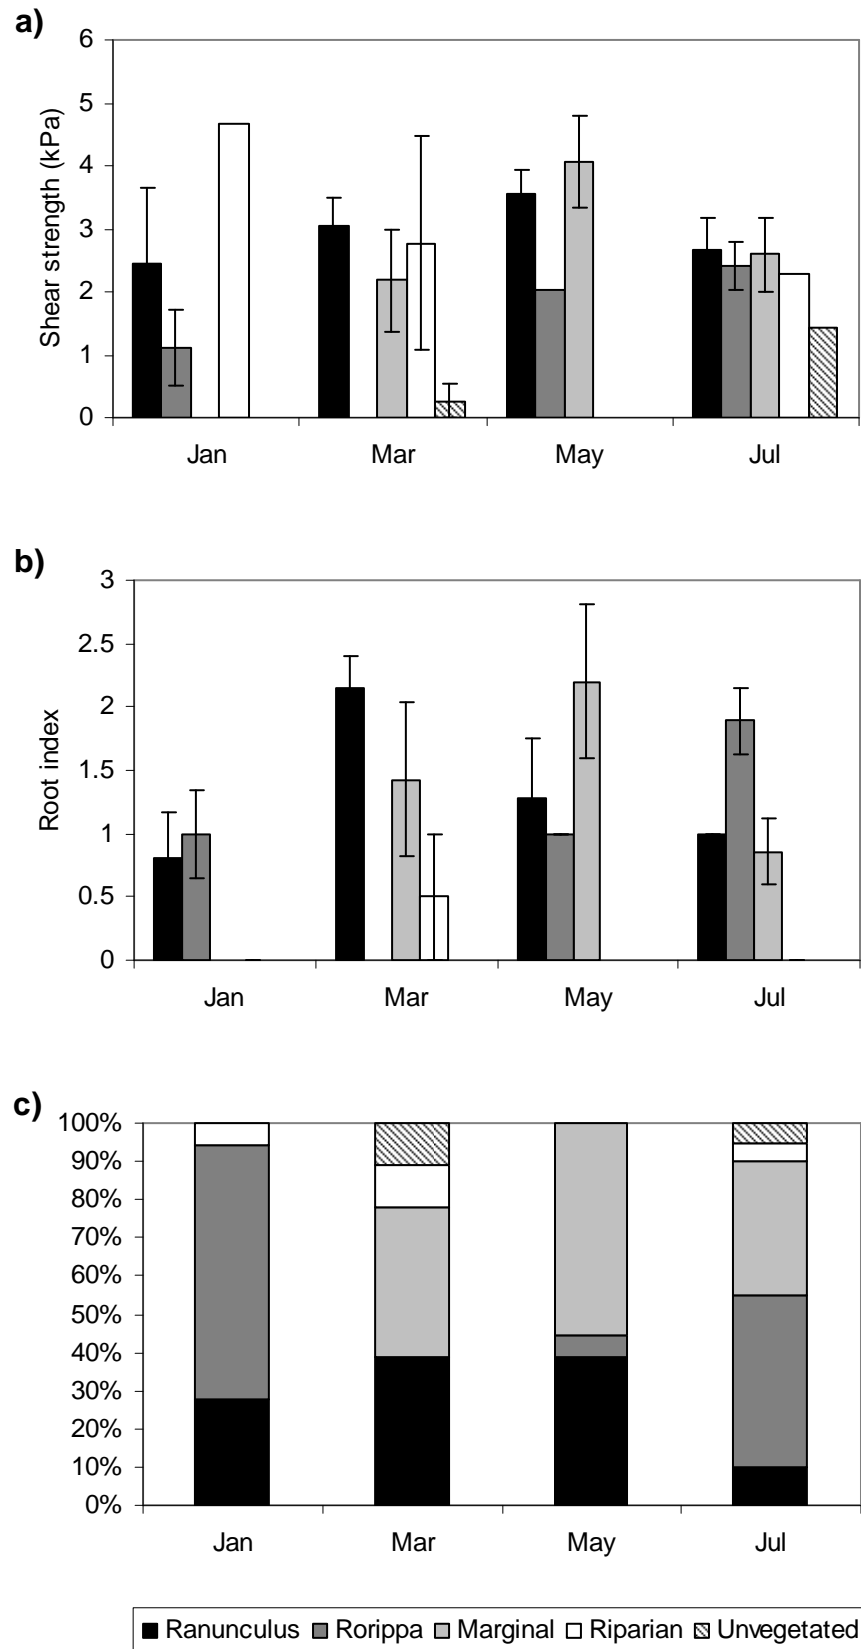 a)
Shear strength (kPa)
6
5
4
3
2
1
0
Jan Mar May Jul
b)
Root index
3
2.5
2
1.5
1
0.5
0
Jan Mar May Jul
c)
100%
90%
80%
70%
60%
50%
40%
30%
20%
10%
0%
Jan Mar May Jul
Ranunculus Rorippa Marginal Riparian Unvegetated